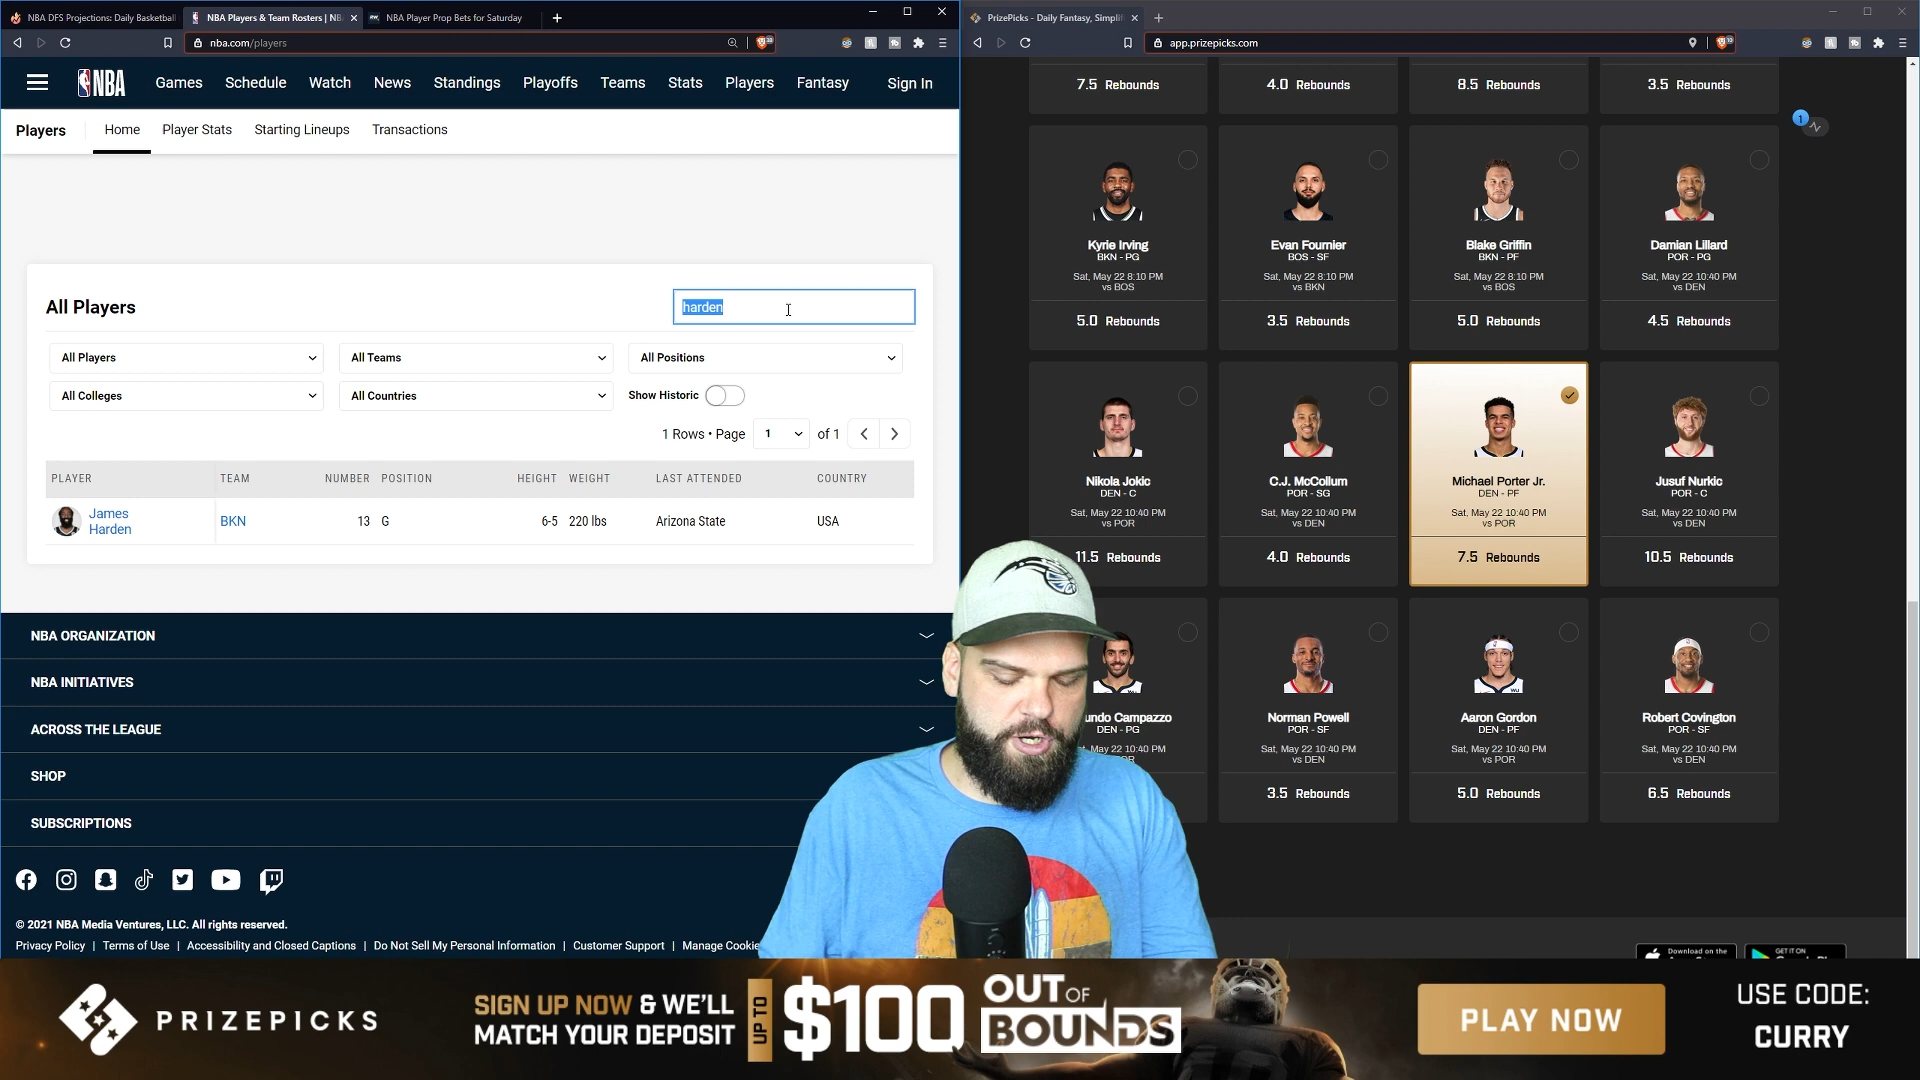 NBA DFS Projections: Daily Basketball
NBA Players & Team Rosters | NB
NBA Player Prop Bets for Saturday
nba.com/players
NBA
Games
Schedule
Watch
News
Standings
Playoffs
Teams
Stats
Players
Fantasy
Sign In
Players
Home
Player Stats
Starting Lineups
Transactions
All Players
harden
All Players
All Teams
All Positions
All Colleges
All Countries
Show Historic
1 Rows • Page
1
of 1
PLAYER TEAM NUMBER POSITION HEIGHT WEIGHT LAST ATTENDED COUNTRY
James Harden BKN 13 G 6-5 220 lbs Arizona State USA
NBA ORGANIZATION
NBA INITIATIVES
ACROSS THE LEAGUE
SHOP
SUBSCRIPTIONS
© 2021 NBA Media Ventures, LLC. All rights reserved.
Privacy Policy | Terms of Use | Accessibility and Closed Captions | Do Not Sell My Personal Information | Customer Support | Manage Cookie
PrizePicks - Daily Fantasy, Simplif
app.prizepicks.com
7.5 Rebounds
4.0 Rebounds
8.5 Rebounds
3.5 Rebounds
1
Kyrie Irving
BKN - PG
Sat, May 22 8:10 PM
vs BOS
5.0 Rebounds
Evan Fournier
BOS - SF
Sat, May 22 8:10 PM
vs BKN
3.5 Rebounds
Blake Griffin
BKN - PF
Sat, May 22 8:10 PM
vs BOS
5.0 Rebounds
Damian Lillard
POR - PG
Sat, May 22 10:40 PM
vs DEN
4.5 Rebounds
Nikola Jokic
DEN - C
Sat, May 22 10:40 PM
vs POR
11.5 Rebounds
C.J. McCollum
POR - SG
Sat, May 22 10:40 PM
vs DEN
4.0 Rebounds
Michael Porter Jr.
DEN - PF
Sat, May 22 10:40 PM
vs POR
7.5 Rebounds
Jusuf Nurkic
POR - C
Sat, May 22 10:40 PM
vs DEN
10.5 Rebounds
undo Campazzo
DEN - PG
May 22 10:40 PM
Norman Powell
POR - SF
Sat, May 22 10:40 PM
vs DEN
3.5 Rebounds
Aaron Gordon
DEN - PF
Sat, May 22 10:40 PM
vs POR
5.0 Rebounds
Robert Covington
POR - SF
Sat, May 22 10:40 PM
vs DEN
6.5 Rebounds
Download on the
GET IT ON
PRIZEPICKS
SIGN UP NOW & WE'LL
MATCH YOUR DEPOSIT
UP TO
$100
OUT OF
BOUNDS
PLAY NOW
USE CODE:
CURRY